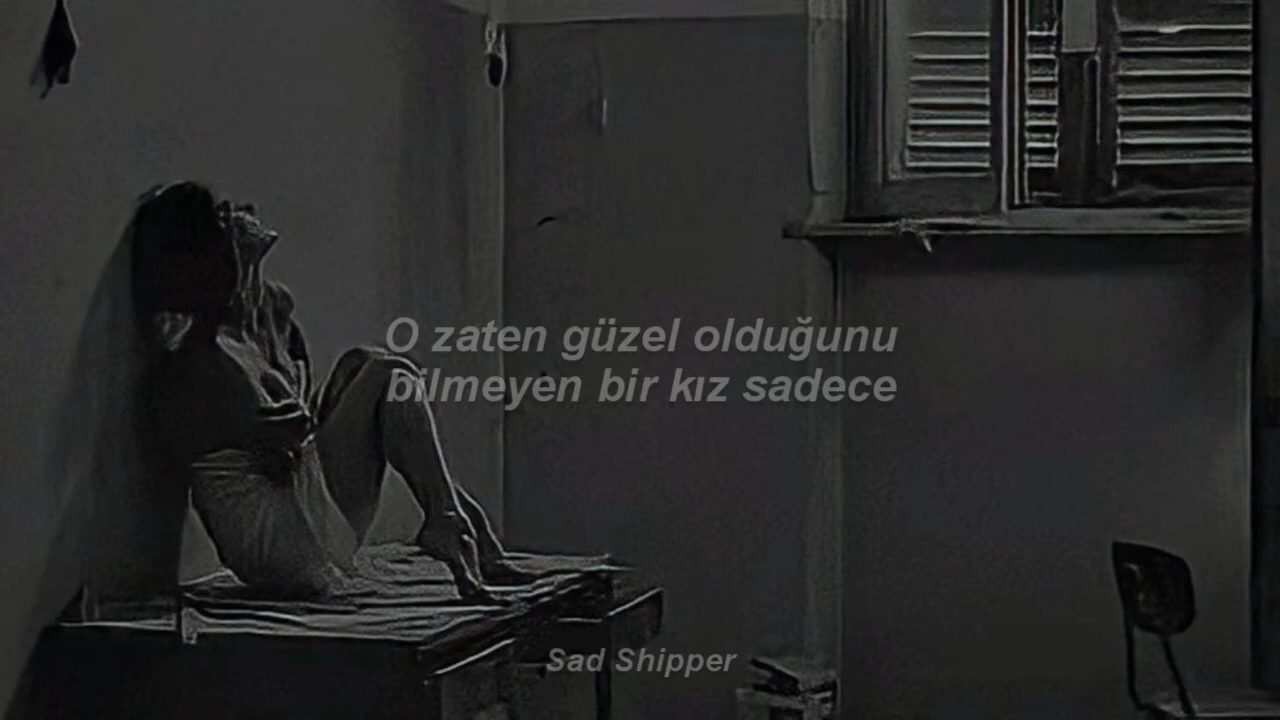 O zaten güzel olduğunu
bilmeyen bir kız sadece
Sad Shipper